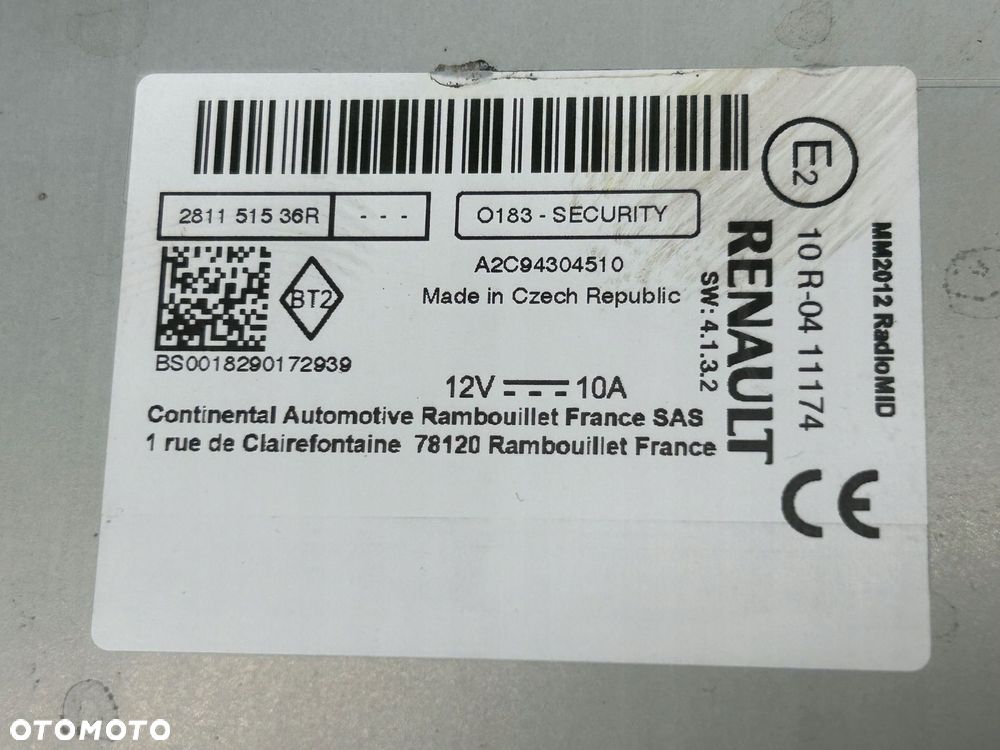 2811 515 36R - - -
O183 - SECURITY
A2C94304510
Made in Czech Republic
BT2
BS0018290172939
12V 10A
Continental Automotive Rambouillet France SAS
1 rue de Clairefontaine 78120 Rambouillet France
RENAULT
SW: 4.1.3.2
E2
10 R-04 11174
MM2012 RadioMID
CE
OTOMOTO